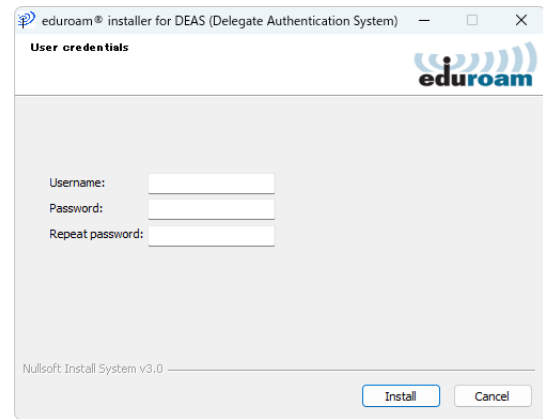 eduroam® installer for DEAS (Delegate Authentication System)
User credentials
eduroam
Username:
Password:
Repeat password:
Nullsoft Install System v3.0
Install Cancel